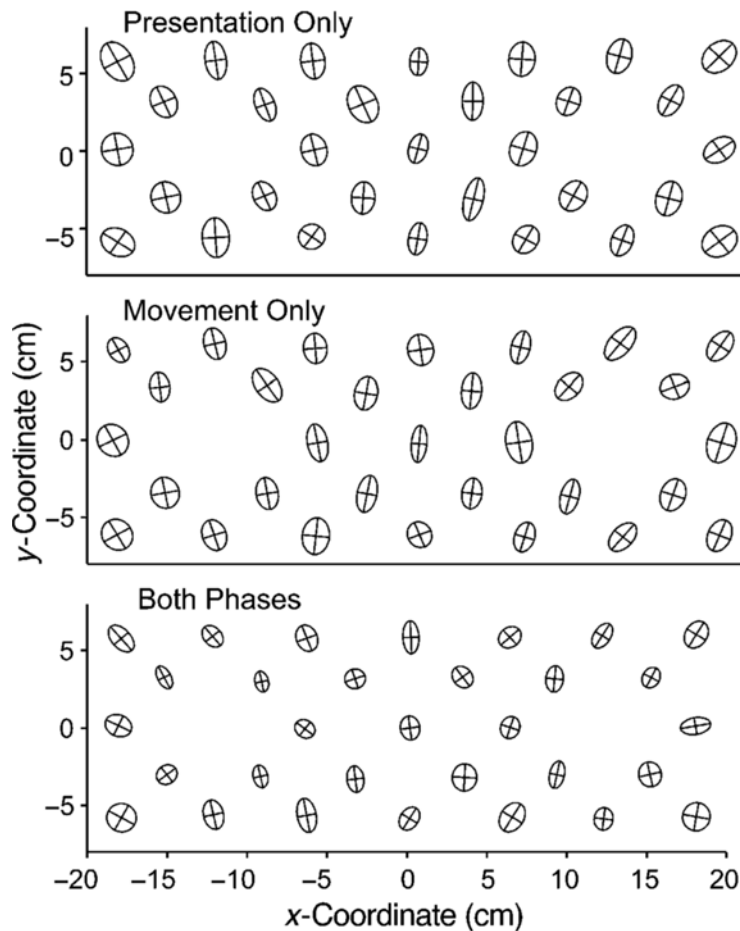 Presentation Only
5
0
−5
Movement Only
5
0
−5
y-Coordinate (cm)
Both Phases
5
0
−5
−20 −15 −10 −5 0 5 10 15 20
x-Coordinate (cm)